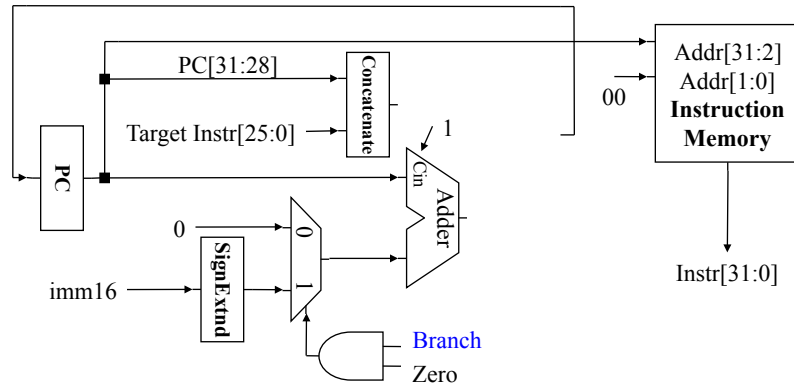 Addr[31:2]
PC[31:28]
Concatenate
Addr[1:0]
00
Instruction
Memory
Target Instr[25:0]
1
PC
Cin
Adder
0
0
SignExtnd
1
imm16
Instr[31:0]
Branch
Zero